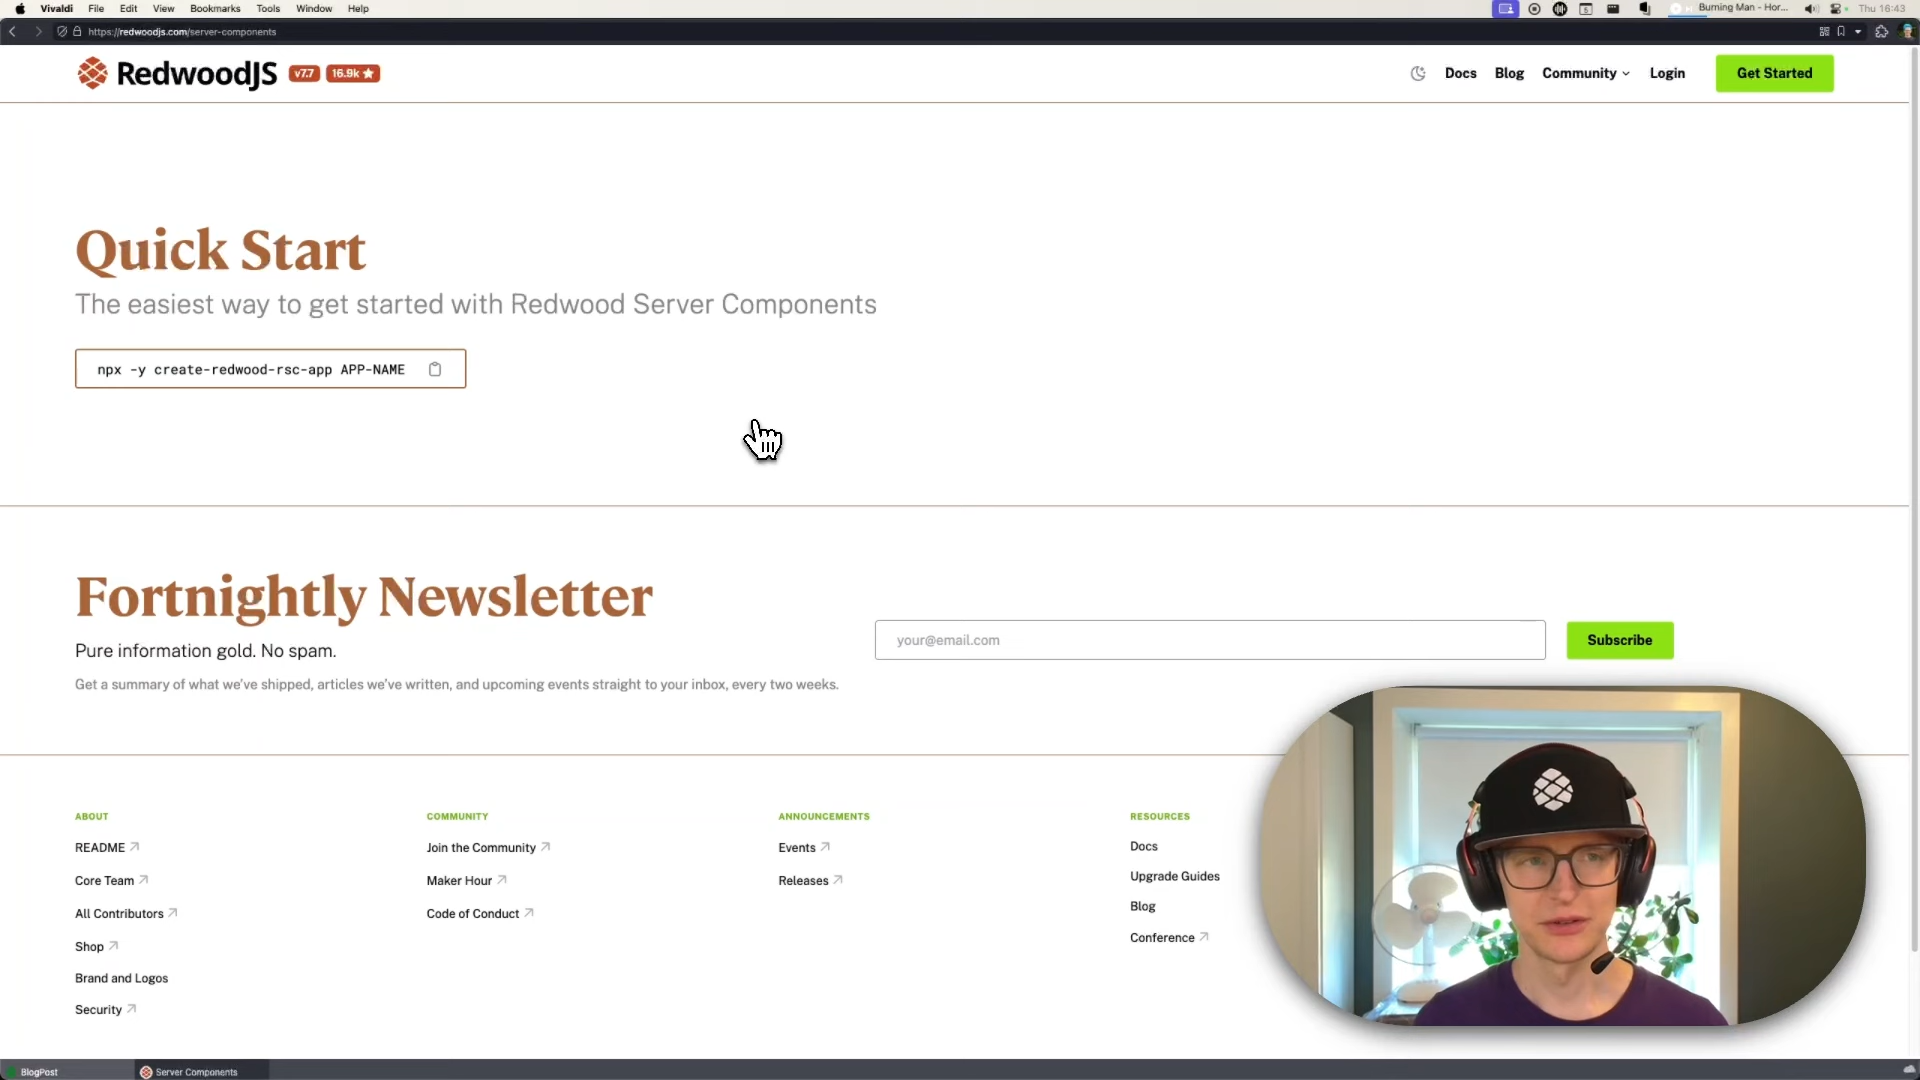 Vivaldi File Edit View Bookmarks Tools Window Help
Burning Man - Hor... Thu 16:43
https://redwoodjs.com/server-components
RedwoodJS v7.7 16.9k
Docs Blog Community Login Get Started
Quick Start
The easiest way to get started with Redwood Server Components
npx -y create-redwood-rsc-app APP-NAME
Fortnightly Newsletter
Pure information gold. No spam.
Get a summary of what we've shipped, articles we've written, and upcoming events straight to your inbox, every two weeks.
your@email.com
Subscribe
ABOUT
README
Core Team
All Contributors
Shop
Brand and Logos
Security
COMMUNITY
Join the Community
Maker Hour
Code of Conduct
ANNOUNCEMENTS
Events
Releases
RESOURCES
Docs
Upgrade Guides
Blog
Conference
BlogPost
Server Components